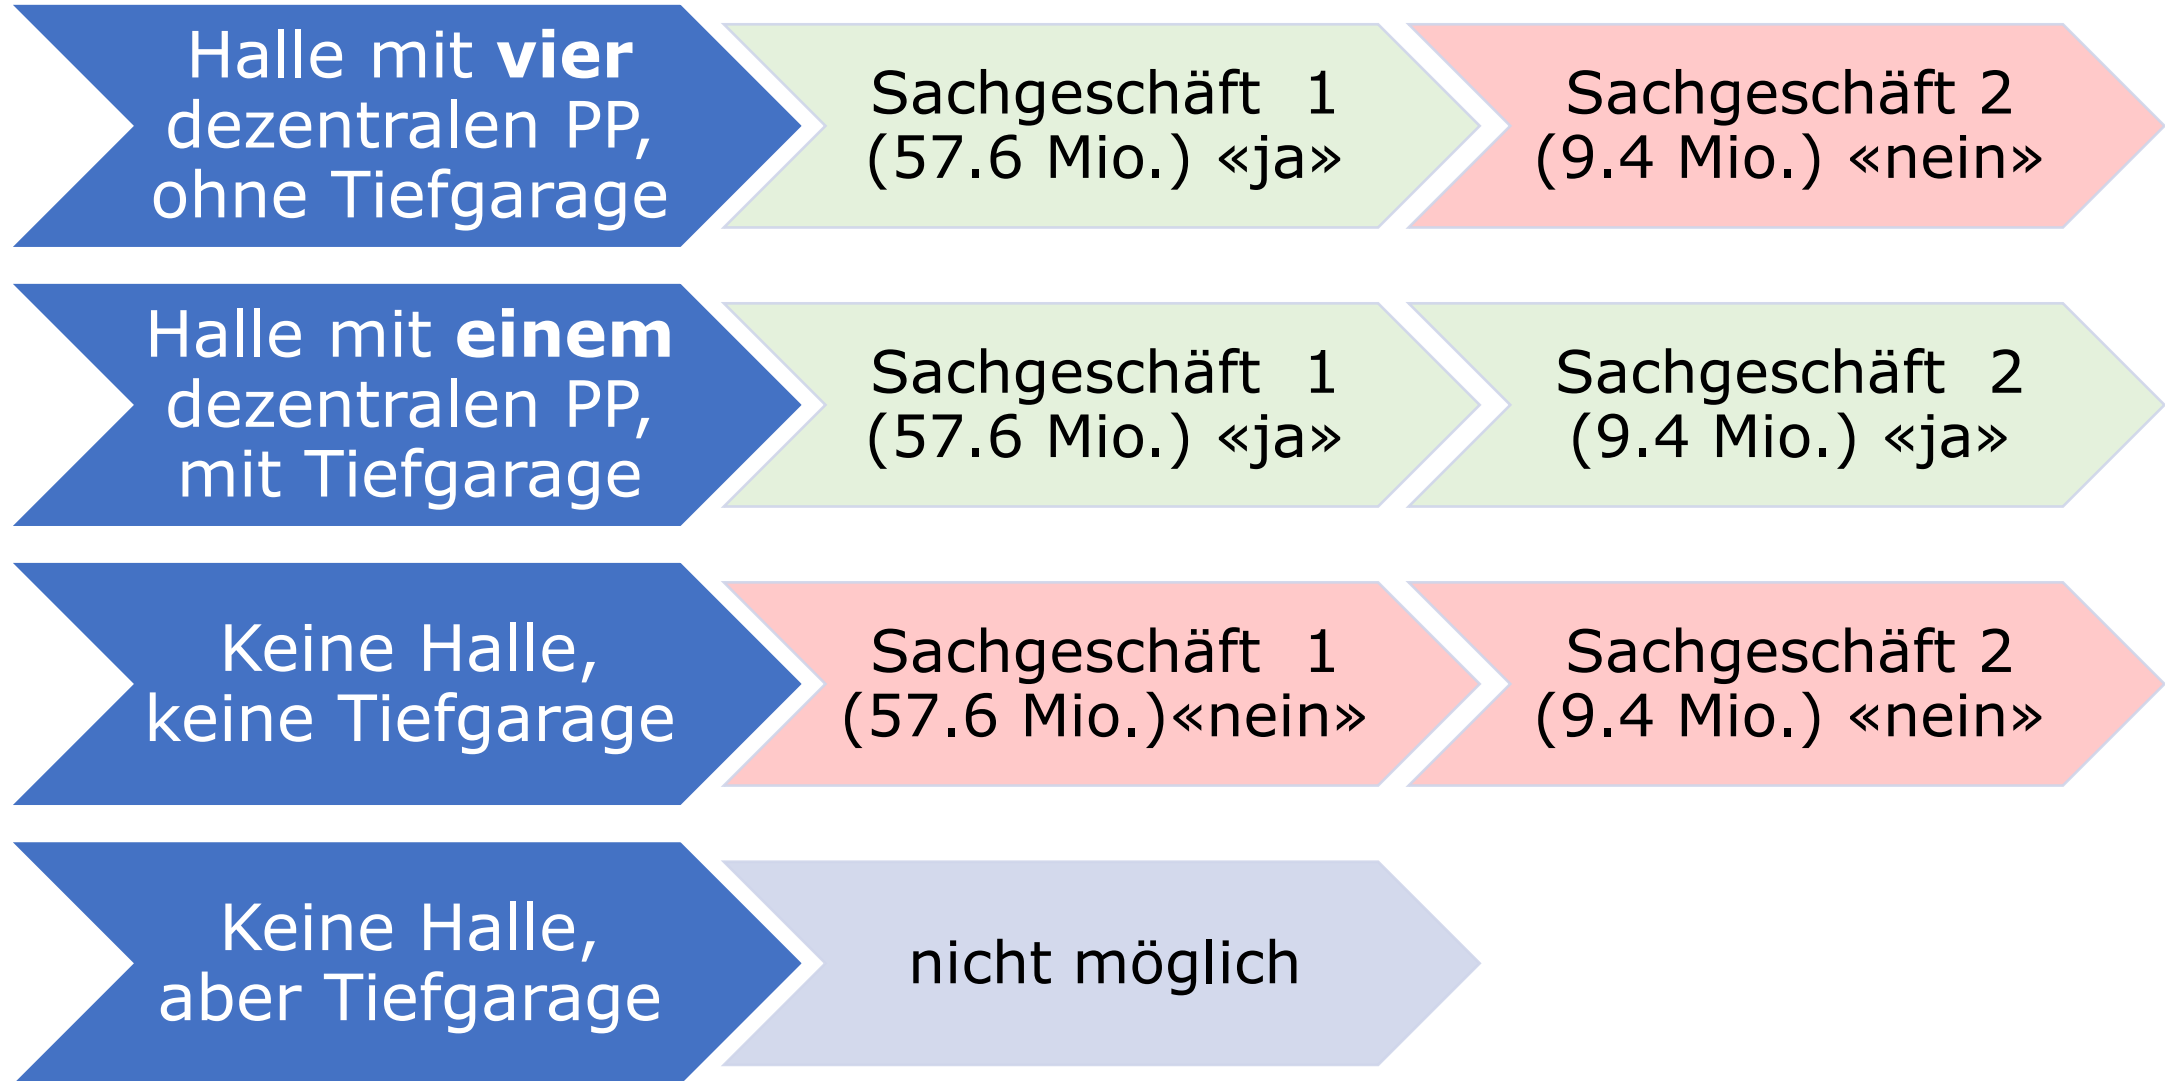 Halle mit vier
dezentralen PP,
ohne Tiefgarage
Sachgeschäft 1
(57.6 Mio.) «ja»
Sachgeschäft 2
(9.4 Mio.) «nein»
Halle mit einem
dezentralen PP,
mit Tiefgarage
Sachgeschäft 1
(57.6 Mio.) «ja»
Sachgeschäft 2
(9.4 Mio.) «ja»
Keine Halle,
keine Tiefgarage
Sachgeschäft 1
(57.6 Mio.)«nein»
Sachgeschäft 2
(9.4 Mio.) «nein»
Keine Halle,
aber Tiefgarage
nicht möglich